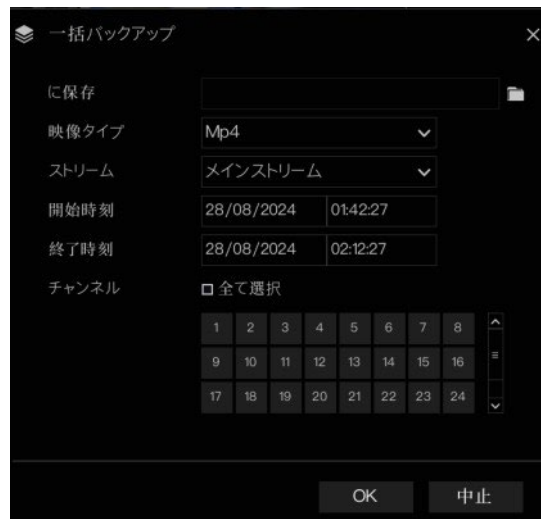 一括バックアップ
に保存
映像タイプ Mp4
ストリーム メインストリーム
開始時刻 28/08/2024 01:42:27
終了時刻 28/08/2024 02:12:27
チャンネル 全て選択
1 2 3 4 5 6 7 8
9 10 11 12 13 14 15 16
17 18 19 20 21 22 23 24
OK 中止